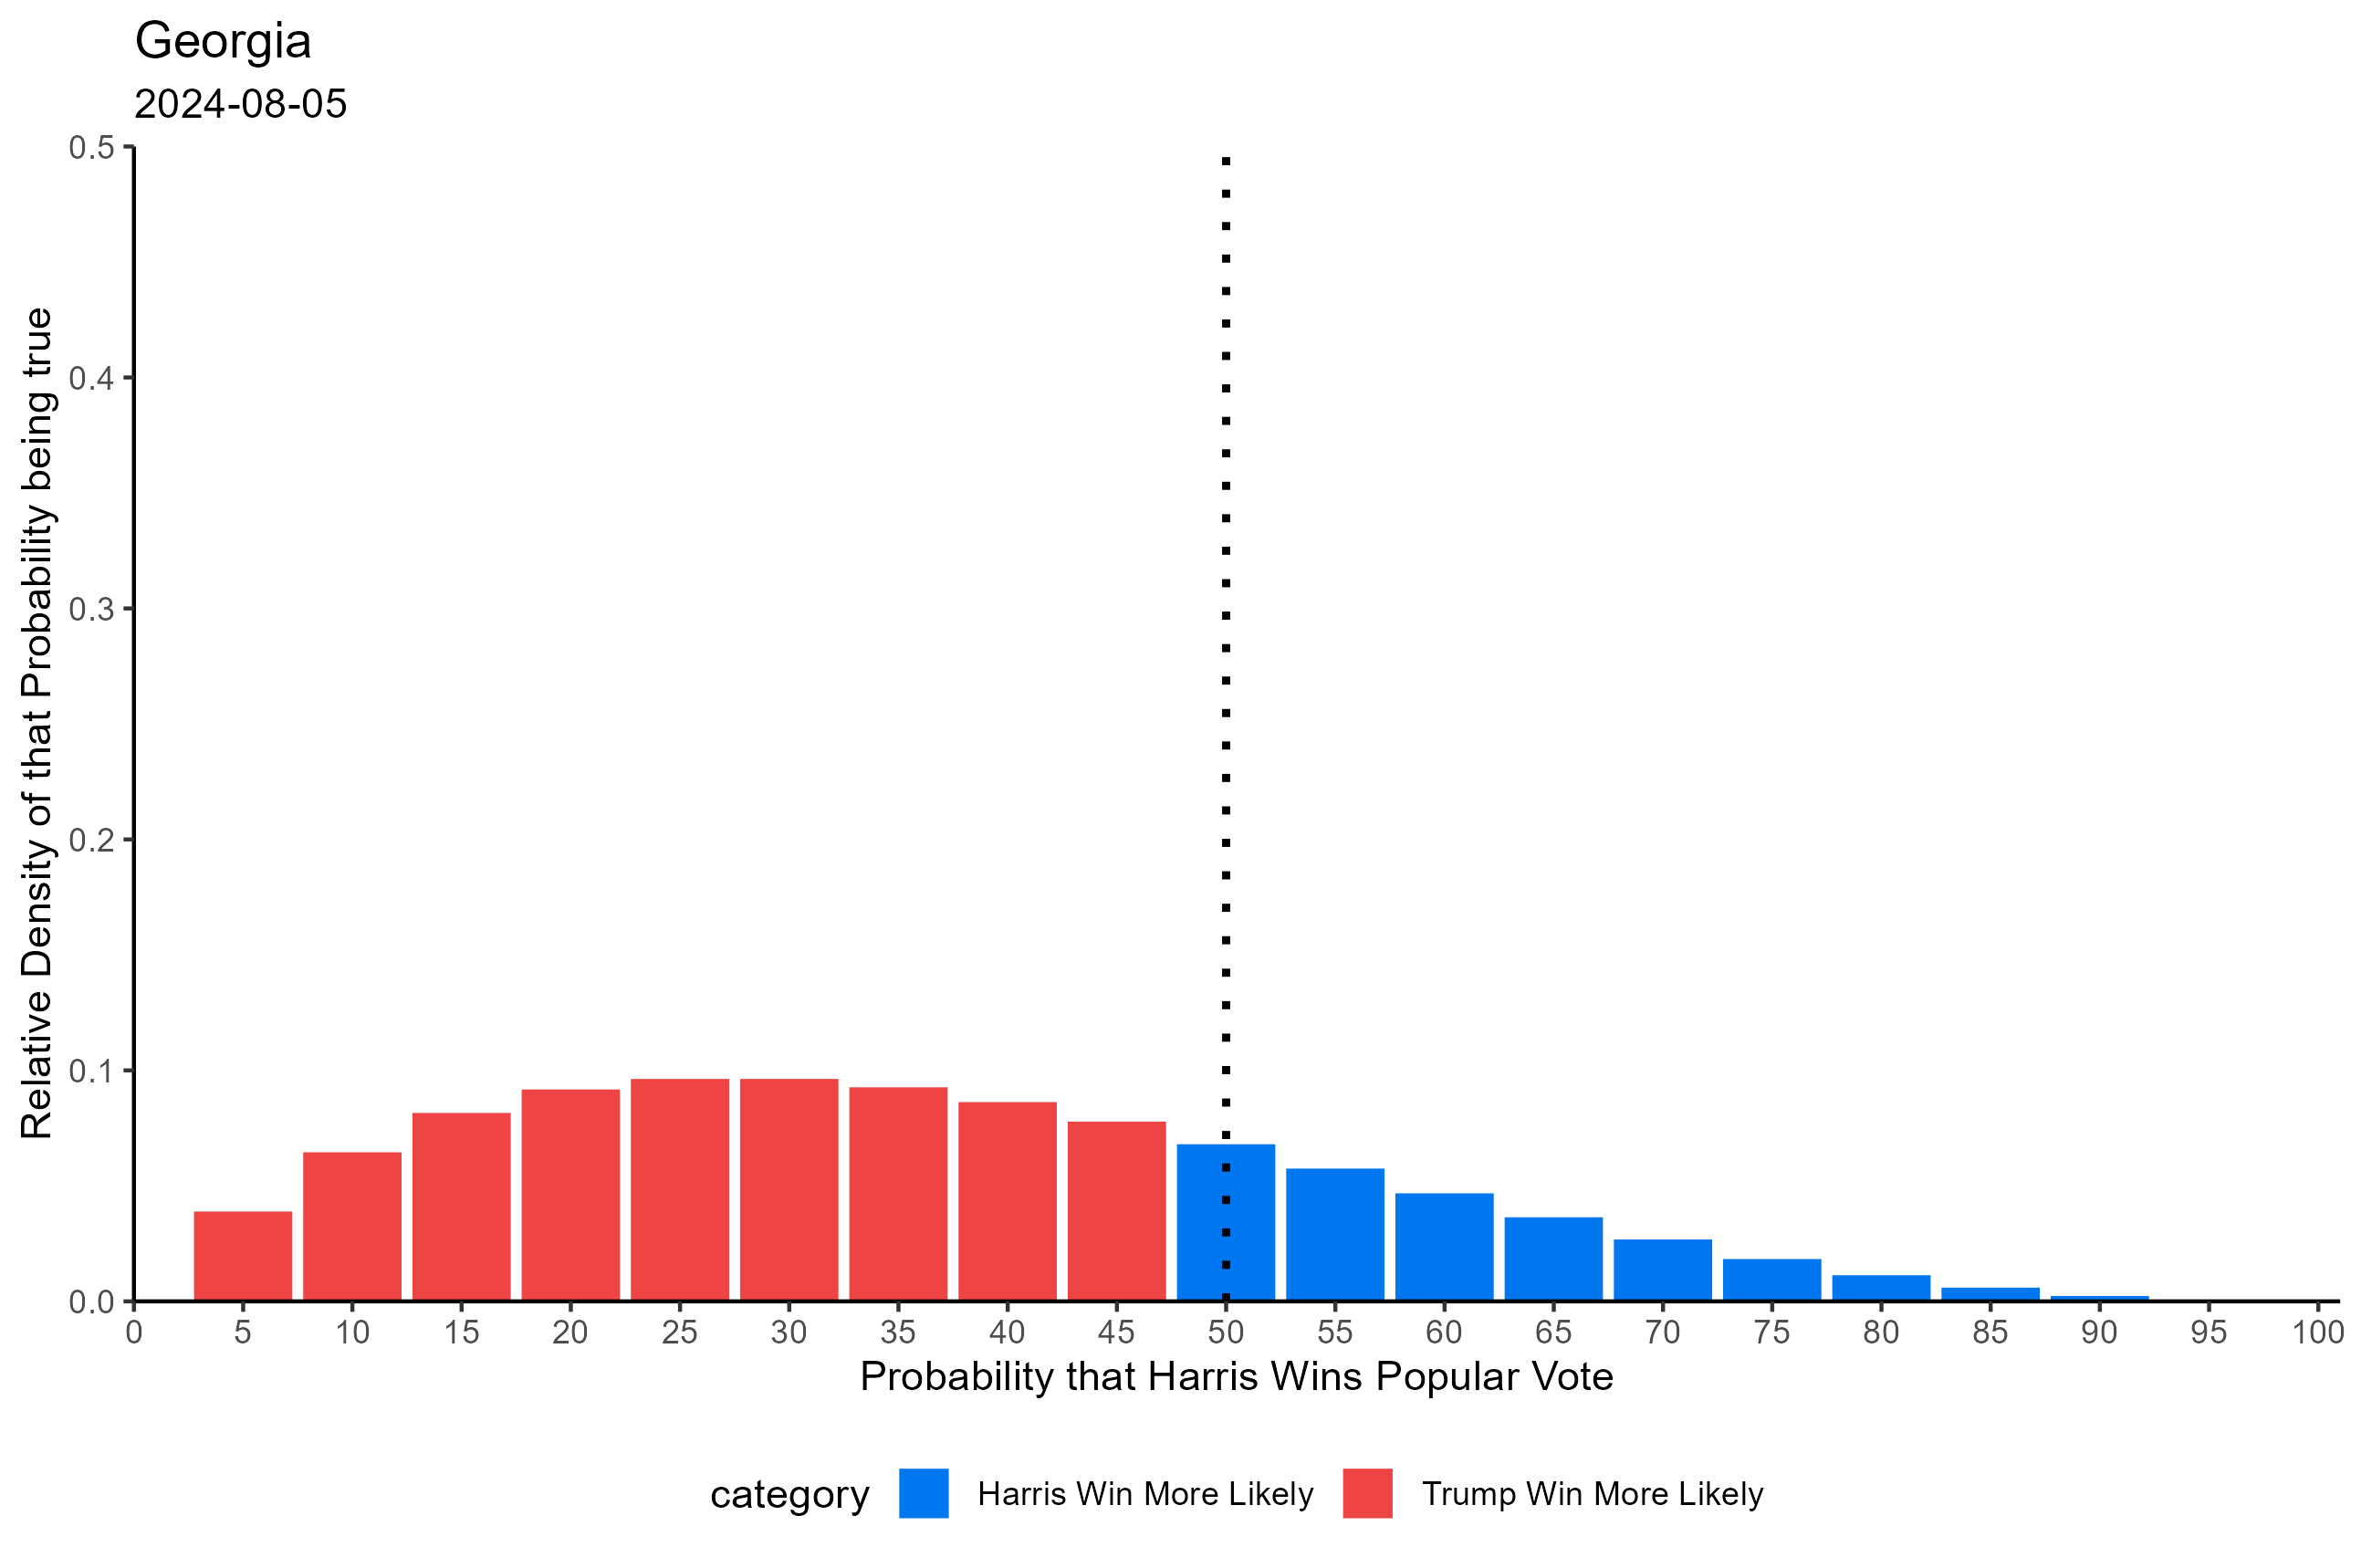 Georgia
2024-08-05
Relative Density of that Probability being true
0.5
0.4
0.3
0.2
0.1
0.0
0 5 10 15 20 25 30 35 40 45 50 55 60 65 70 75 80 85 90 95 100
Probability that Harris Wins Popular Vote
category Harris Win More Likely Trump Win More Likely